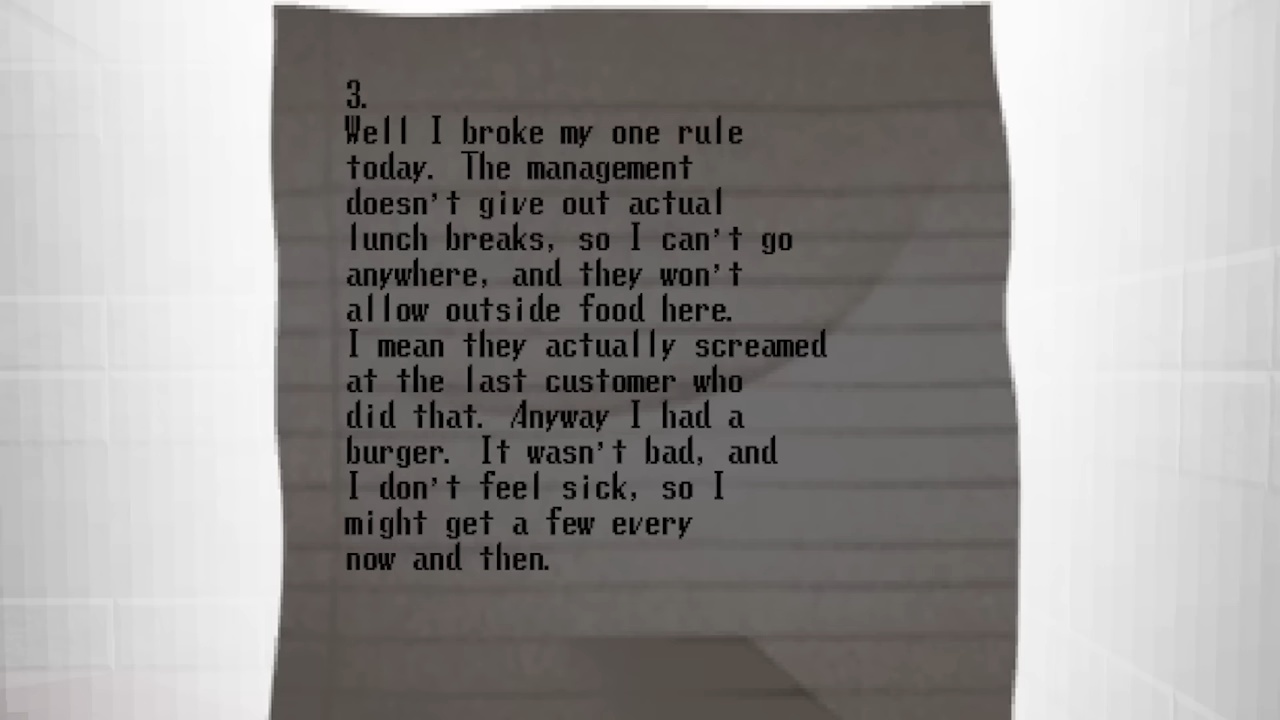 3.
Well I broke my one rule
today.  The management
doesn't give out actual
lunch breaks, so I can't go
anywhere, and they won't
allow outside food here.
I mean they actually screamed
at the last customer who
did that.  Anyway I had a
burger.  It wasn't bad, and
I don't feel sick, so I
might get a few every
now and then.